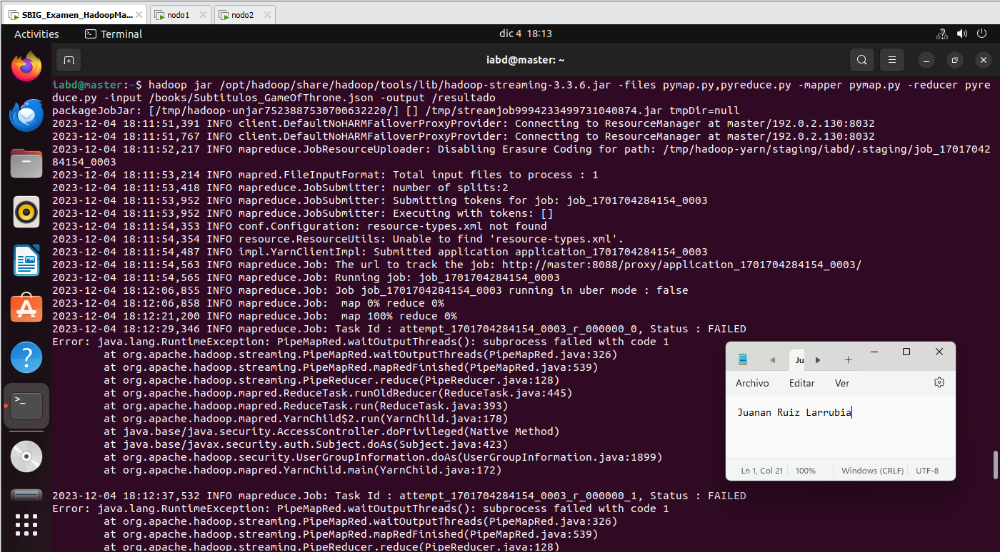 SBIG_Examen_HadoopMa...
nodo1
nodo2
Activities
Terminal
dic 4 18:13
iabd@master: ~
iabd@master:~$ hadoop jar /opt/hadoop/share/hadoop/tools/lib/hadoop-streaming-3.3.6.jar -files pymap.py,pyreduce.py -mapper pymap.py -reducer pyre
duce.py -input /books/Subtitulos_GameOfThrone.json -output /resultado
packageJobJar: [/tmp/hadoop-unjar7523887530700632220/] [] /tmp/streamjob9994233499731040874.jar tmpDir=null
2023-12-04 18:11:51,391 INFO client.DefaultNoHARMFailoverProxyProvider: Connecting to ResourceManager at master/192.0.2.130:8032
2023-12-04 18:11:51,767 INFO client.DefaultNoHARMFailoverProxyProvider: Connecting to ResourceManager at master/192.0.2.130:8032
2023-12-04 18:11:52,217 INFO mapreduce.JobResourceUploader: Disabling Erasure Coding for path: /tmp/hadoop-yarn/staging/iabd/.staging/job_17017042
84154_0003
2023-12-04 18:11:53,214 INFO mapred.FileInputFormat: Total input files to process : 1
2023-12-04 18:11:53,418 INFO mapreduce.JobSubmitter: number of splits:2
2023-12-04 18:11:53,952 INFO mapreduce.JobSubmitter: Submitting tokens for job: job_1701704284154_0003
2023-12-04 18:11:53,952 INFO mapreduce.JobSubmitter: Executing with tokens: []
2023-12-04 18:11:54,353 INFO conf.Configuration: resource-types.xml not found
2023-12-04 18:11:54,354 INFO resource.ResourceUtils: Unable to find 'resource-types.xml'.
2023-12-04 18:11:54,487 INFO impl.YarnClientImpl: Submitted application application_1701704284154_0003
2023-12-04 18:11:54,563 INFO mapreduce.Job: The url to track the job: http://master:8088/proxy/application_1701704284154_0003/
2023-12-04 18:11:54,565 INFO mapreduce.Job: Running job: job_1701704284154_0003
2023-12-04 18:12:06,855 INFO mapreduce.Job: Job job_1701704284154_0003 running in uber mode : false
2023-12-04 18:12:06,858 INFO mapreduce.Job:  map 0% reduce 0%
2023-12-04 18:12:21,200 INFO mapreduce.Job:  map 100% reduce 0%
2023-12-04 18:12:29,346 INFO mapreduce.Job: Task Id : attempt_1701704284154_0003_r_000000_0, Status : FAILED
Error: java.lang.RuntimeException: PipeMapRed.waitOutputThreads(): subprocess failed with code 1
at org.apache.hadoop.streaming.PipeMapRed.waitOutputThreads(PipeMapRed.java:326)
at org.apache.hadoop.streaming.PipeMapRed.mapRedFinished(PipeMapRed.java:539)
at org.apache.hadoop.streaming.PipeReducer.reduce(PipeReducer.java:128)
at org.apache.hadoop.mapred.ReduceTask.runOldReducer(ReduceTask.java:445)
at org.apache.hadoop.mapred.ReduceTask.run(ReduceTask.java:393)
at org.apache.hadoop.mapred.YarnChild$2.run(YarnChild.java:178)
at java.base/java.security.AccessController.doPrivileged(Native Method)
at java.base/javax.security.auth.Subject.doAs(Subject.java:423)
at org.apache.hadoop.security.UserGroupInformation.doAs(UserGroupInformation.java:1899)
at org.apache.hadoop.mapred.YarnChild.main(YarnChild.java:172)
2023-12-04 18:12:37,532 INFO mapreduce.Job: Task Id : attempt_1701704284154_0003_r_000000_1, Status : FAILED
Error: java.lang.RuntimeException: PipeMapRed.waitOutputThreads(): subprocess failed with code 1
at org.apache.hadoop.streaming.PipeMapRed.waitOutputThreads(PipeMapRed.java:326)
at org.apache.hadoop.streaming.PipeMapRed.mapRedFinished(PipeMapRed.java:539)
at org.apache.hadoop.streaming.PipeReducer.reduce(PipeReducer.java:128)
Ju
Archivo Editar Ver
Juanan Ruiz Larrubia
Ln 1, Col 21 100% Windows (CRLF) UTF-8